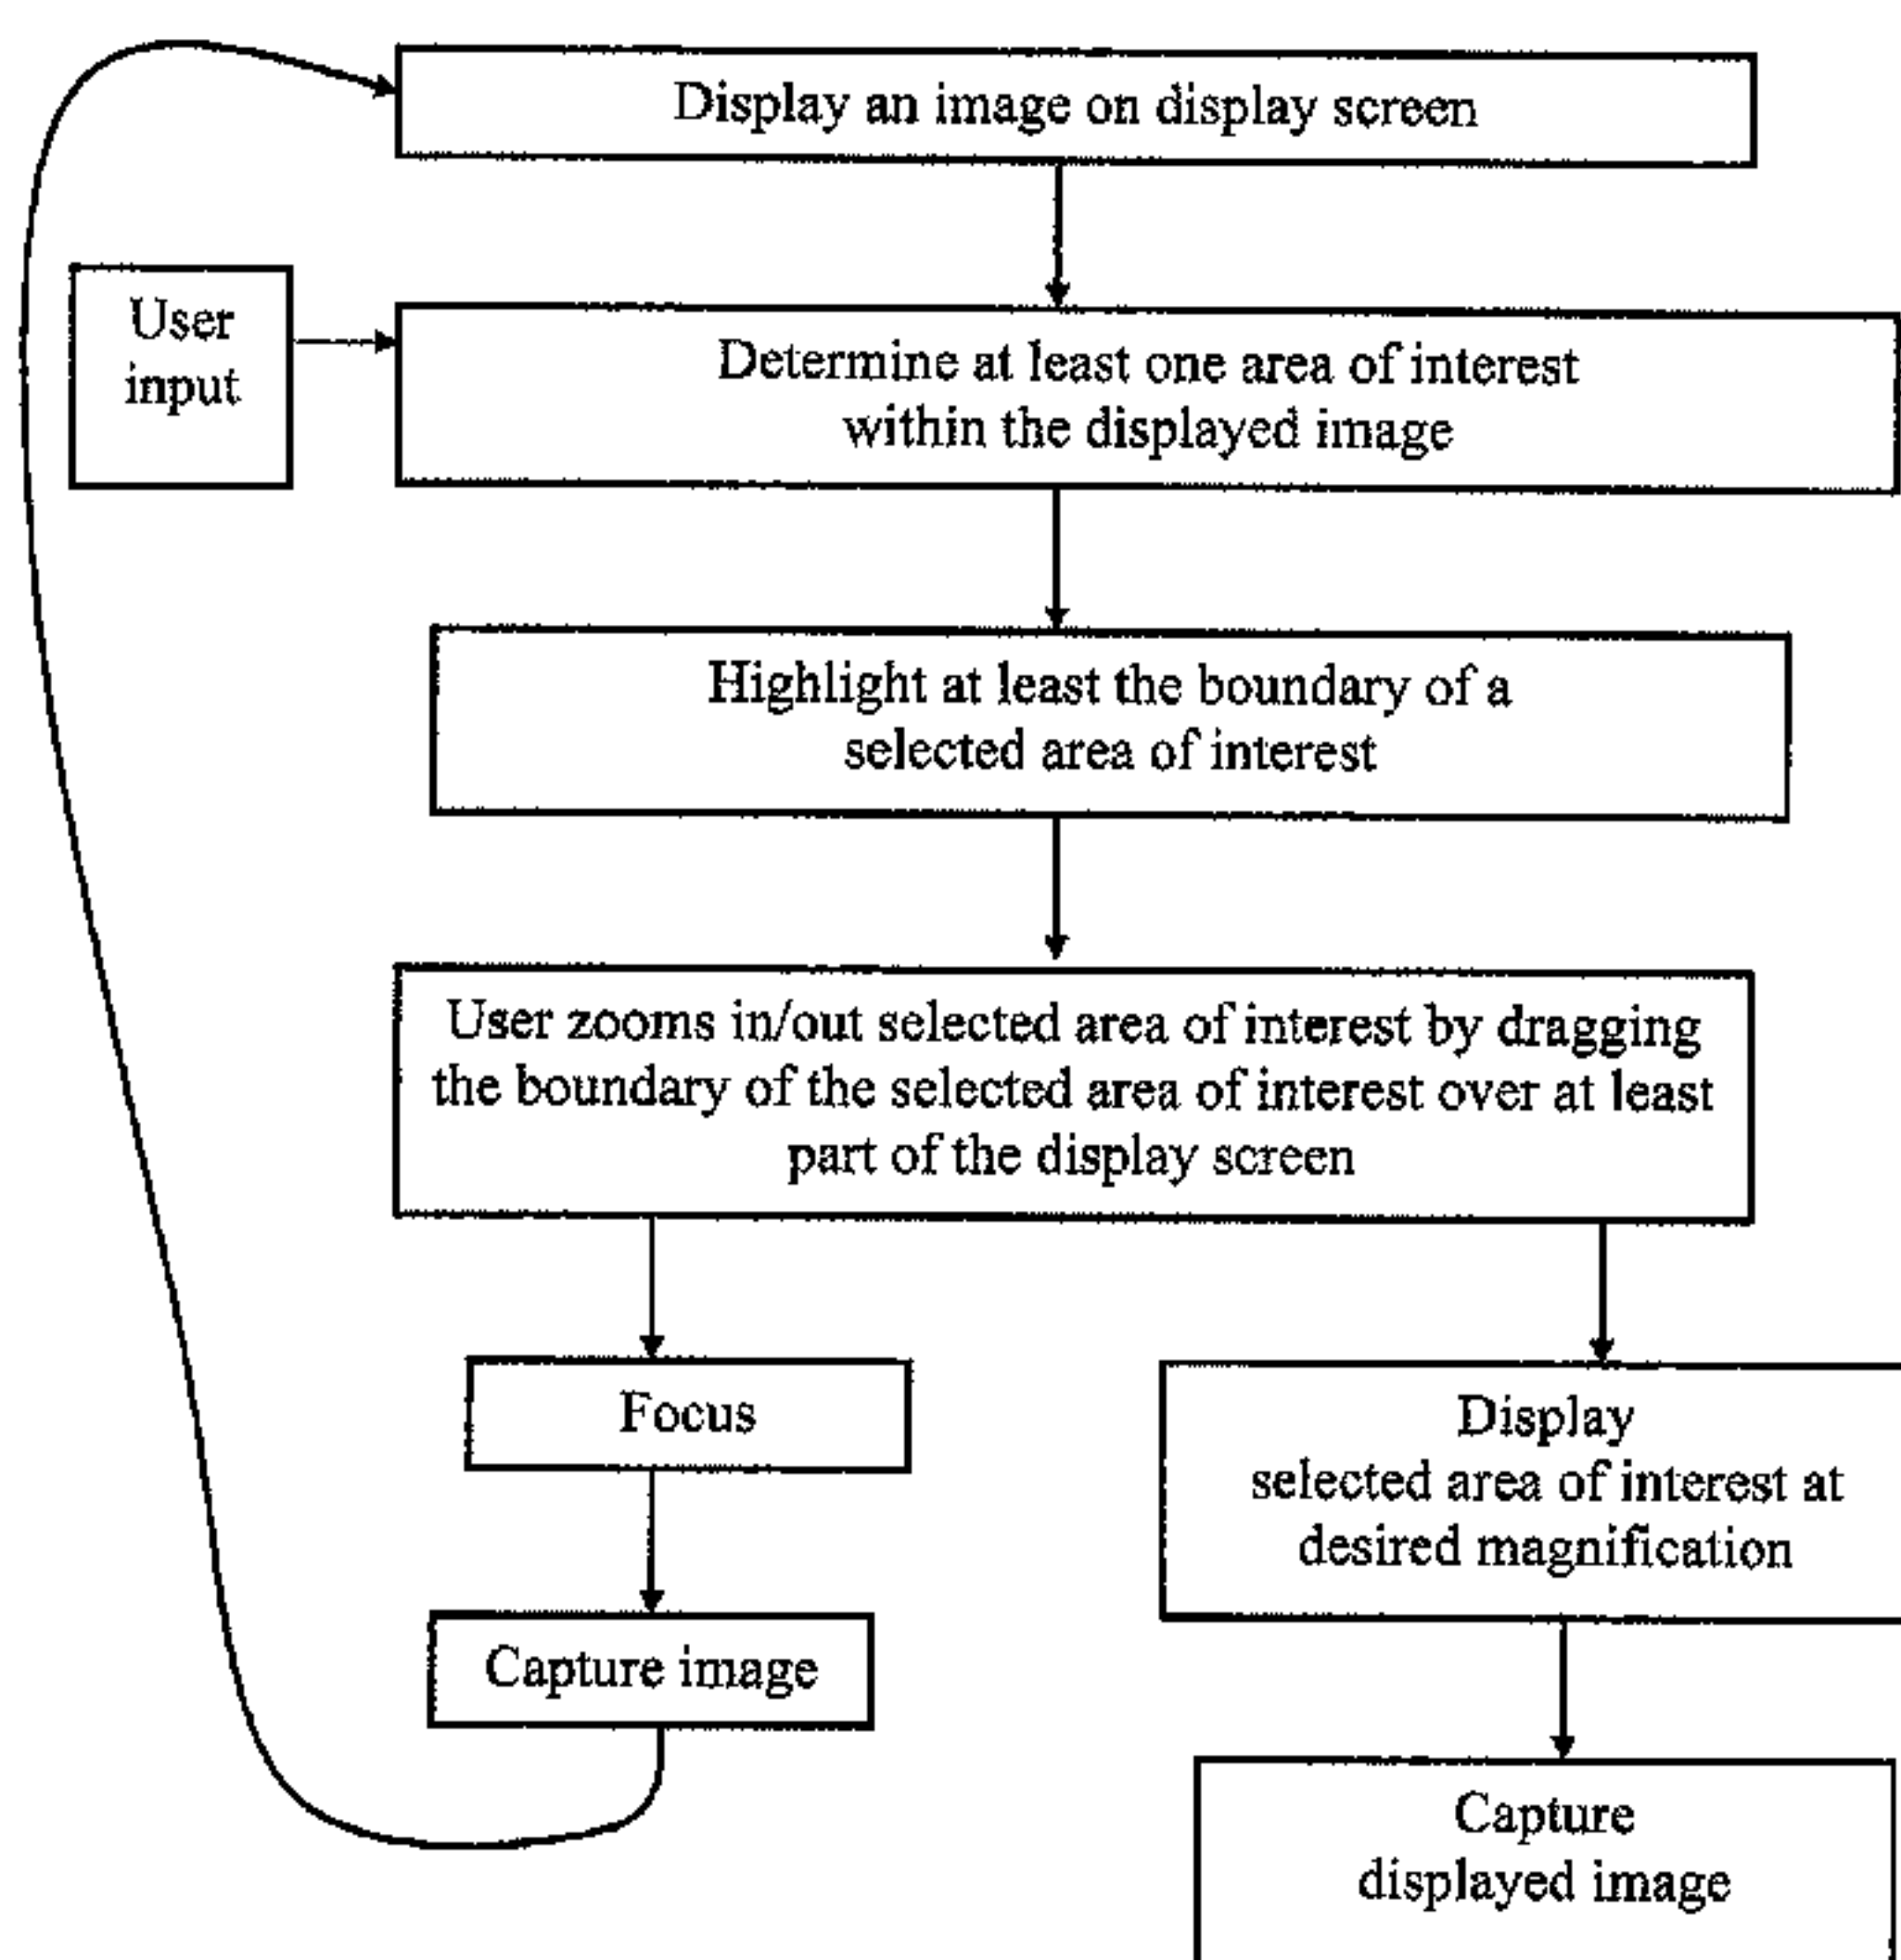 Display an image on display screen
User
input
Determine at least one area of interest
within the displayed image
Highlight at least the boundary of a
selected area of interest
User zooms in/out selected area of interest by dragging
the boundary of the selected area of interest over at least
part of the display screen
Focus
Capture image
Display
selected area of interest at
desired magnification
Capture
displayed image